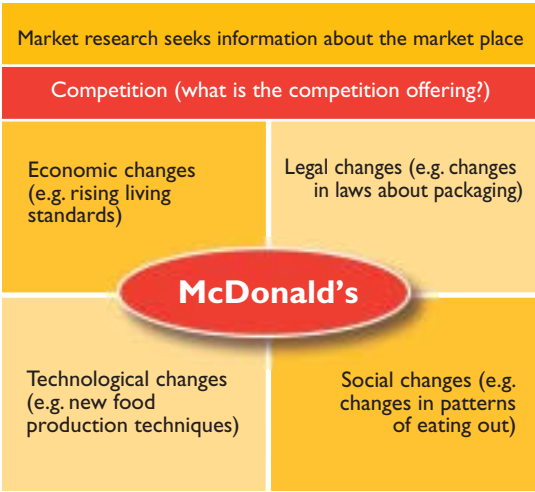 Market research seeks information about the market place
Competition (what is the competition offering?)
Economic changes
(e.g. rising living
standards)
Legal changes (e.g. changes
in laws about packaging)
McDonald's
Technological changes
(e.g. new food
production techniques)
Social changes (e.g.
changes in patterns
of eating out)